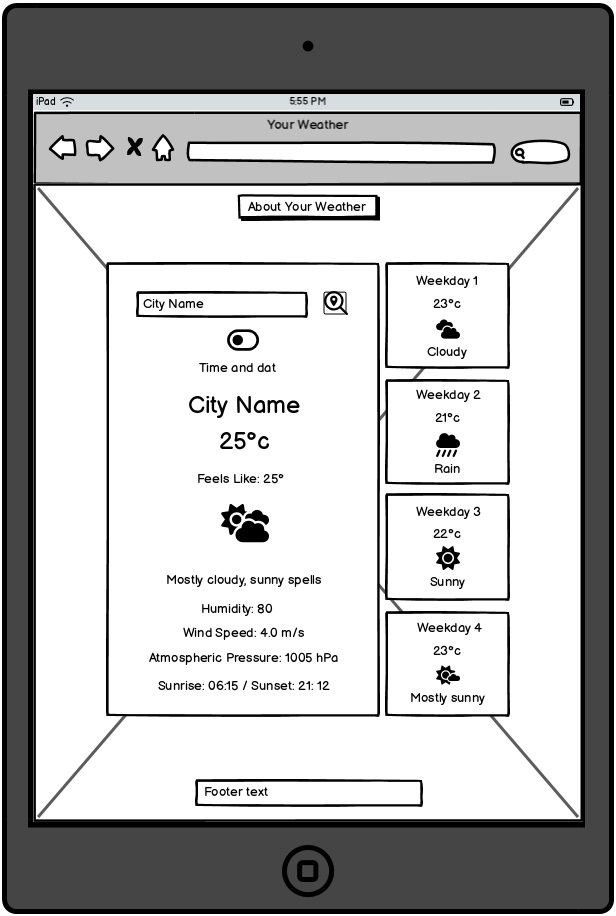 iPad 5:55 PM
Your Weather
About Your Weather
City Name
Time and dat
City Name
25°c
Feels Like: 25°
Mostly cloudy, sunny spells
Humidity: 80
Wind Speed: 4.0 m/s
Atmospheric Pressure: 1005 hPa
Sunrise: 06:15 / Sunset: 21: 12
Weekday 1
23°c
Cloudy
Weekday 2
21°c
Rain
Weekday 3
22°c
Sunny
Weekday 4
23°c
Mostly sunny
Footer text